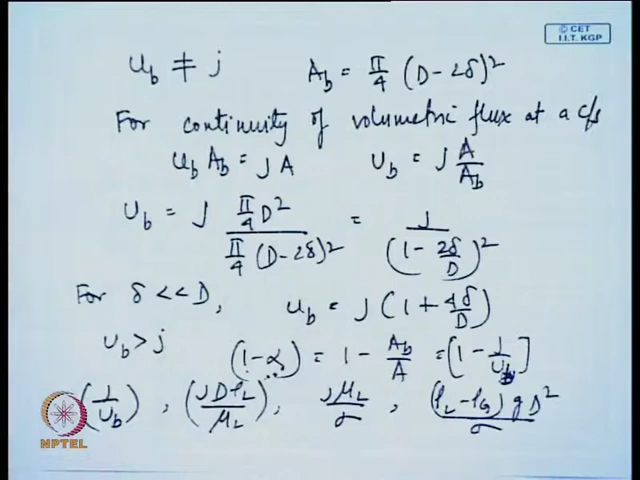 © CET
I.I.T. KGP
U_b ≠ j    A_b = π/4 (D - 2δ)²
For continuity of volumetric flux at a c/s
U_b A_b = j A    U_b = j A/A_b
U_b = j (π/4 D²)/(π/4 (D - 2δ)²) = j/(1 - 2δ/D)²
For δ << D,    U_b = j (1 + 4δ/D)
U_b > j    (1 - α) = 1 - A_b/A = [1 - j/U_b]
(j/U_b), (j D ρ_L/μ_L), j μ_L/σ, (ρ_L - ρ_G) g D²/σ
NPTEL